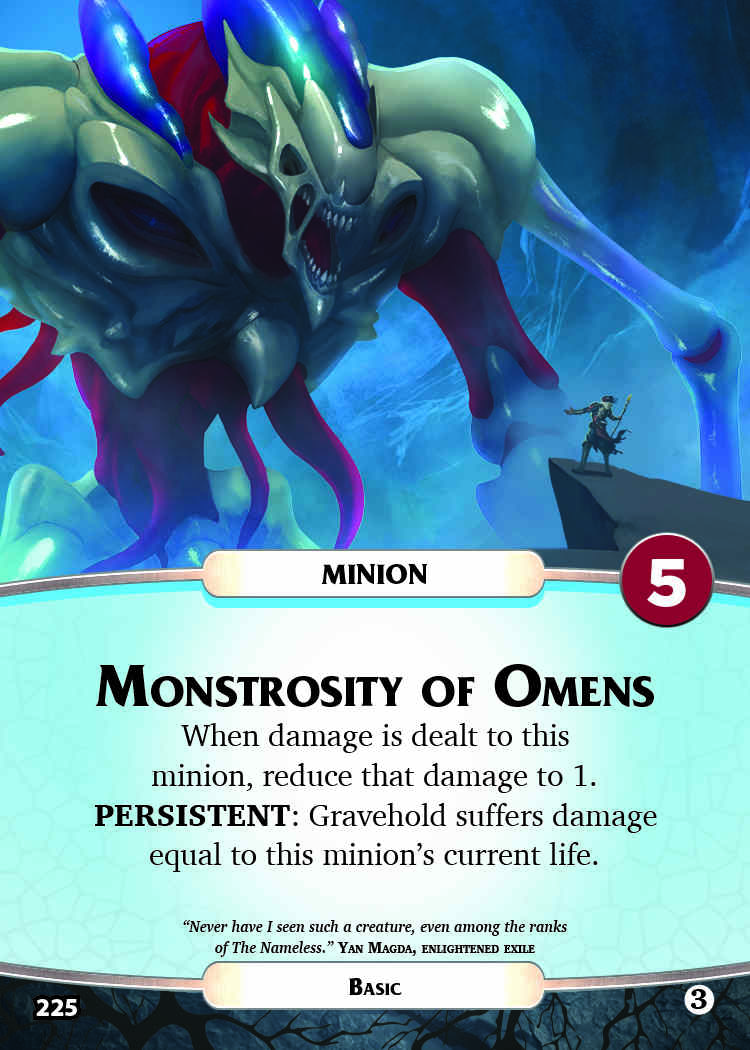 MINION
5
Monstrosity of Omens
When damage is dealt to this
minion, reduce that damage to 1.
PERSISTENT: Gravehold suffers damage
equal to this minion’s current life.
“Never have I seen such a creature, even among the ranks
of The Nameless.” Yan Magda, enlightened exile
Basic
225
3